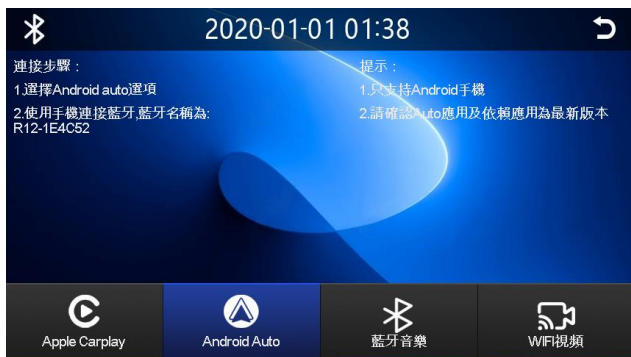 2020-01-01 01:38
連接步驟：
1.選擇Android auto選項
2.使用手機連接藍牙,藍牙名稱為:
R12-1E4C52
提示：
1.只支持Android手機
2.請確認Auto應用及依賴應用為最新版本
Apple Carplay
Android Auto
藍牙音樂
WIFI視頻